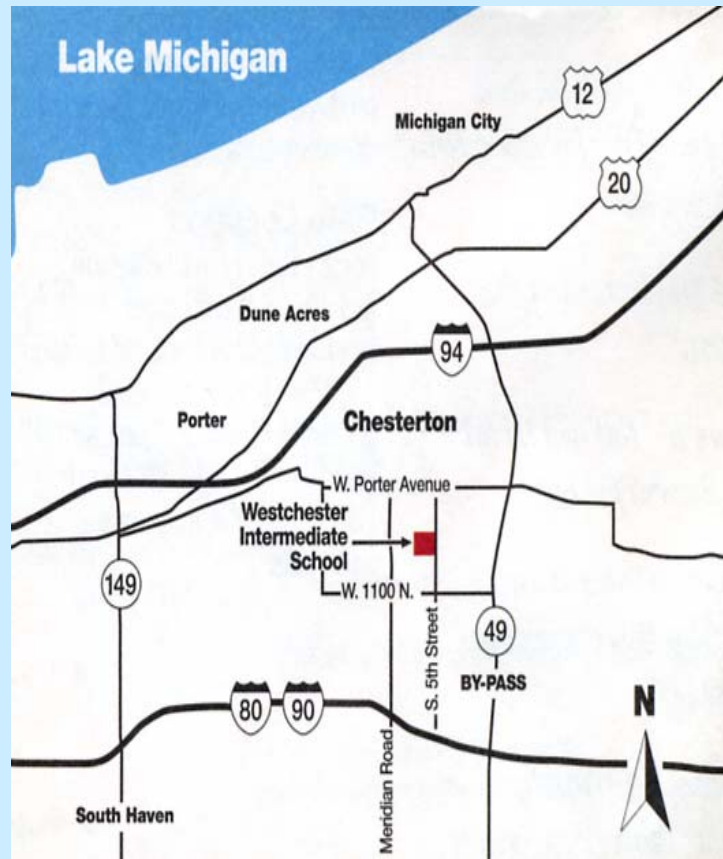 Lake Michigan
12
Michigan City
20
Dune Acres
94
Porter
Chesterton
W. Porter Avenue
Westchester
Intermediate
School
149
W. 1100 N.
S. 5th Street
49
BY-PASS
80
90
N
Meridian Road
South Haven